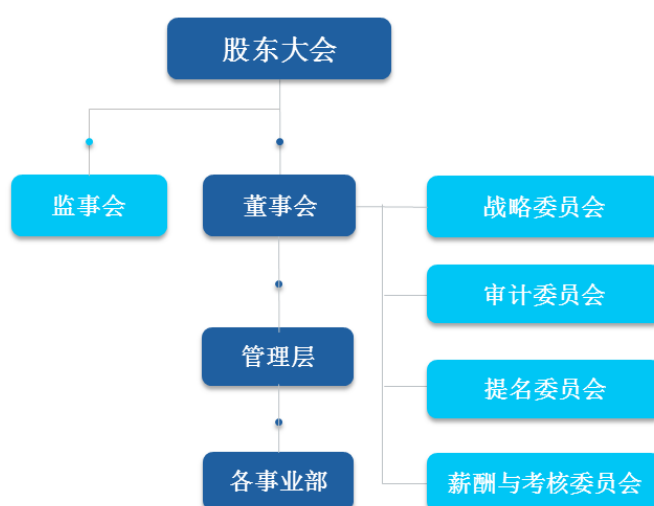 股东大会
监事会
董事会
战略委员会
审计委员会
管理层
提名委员会
各事业部
薪酬与考核委员会